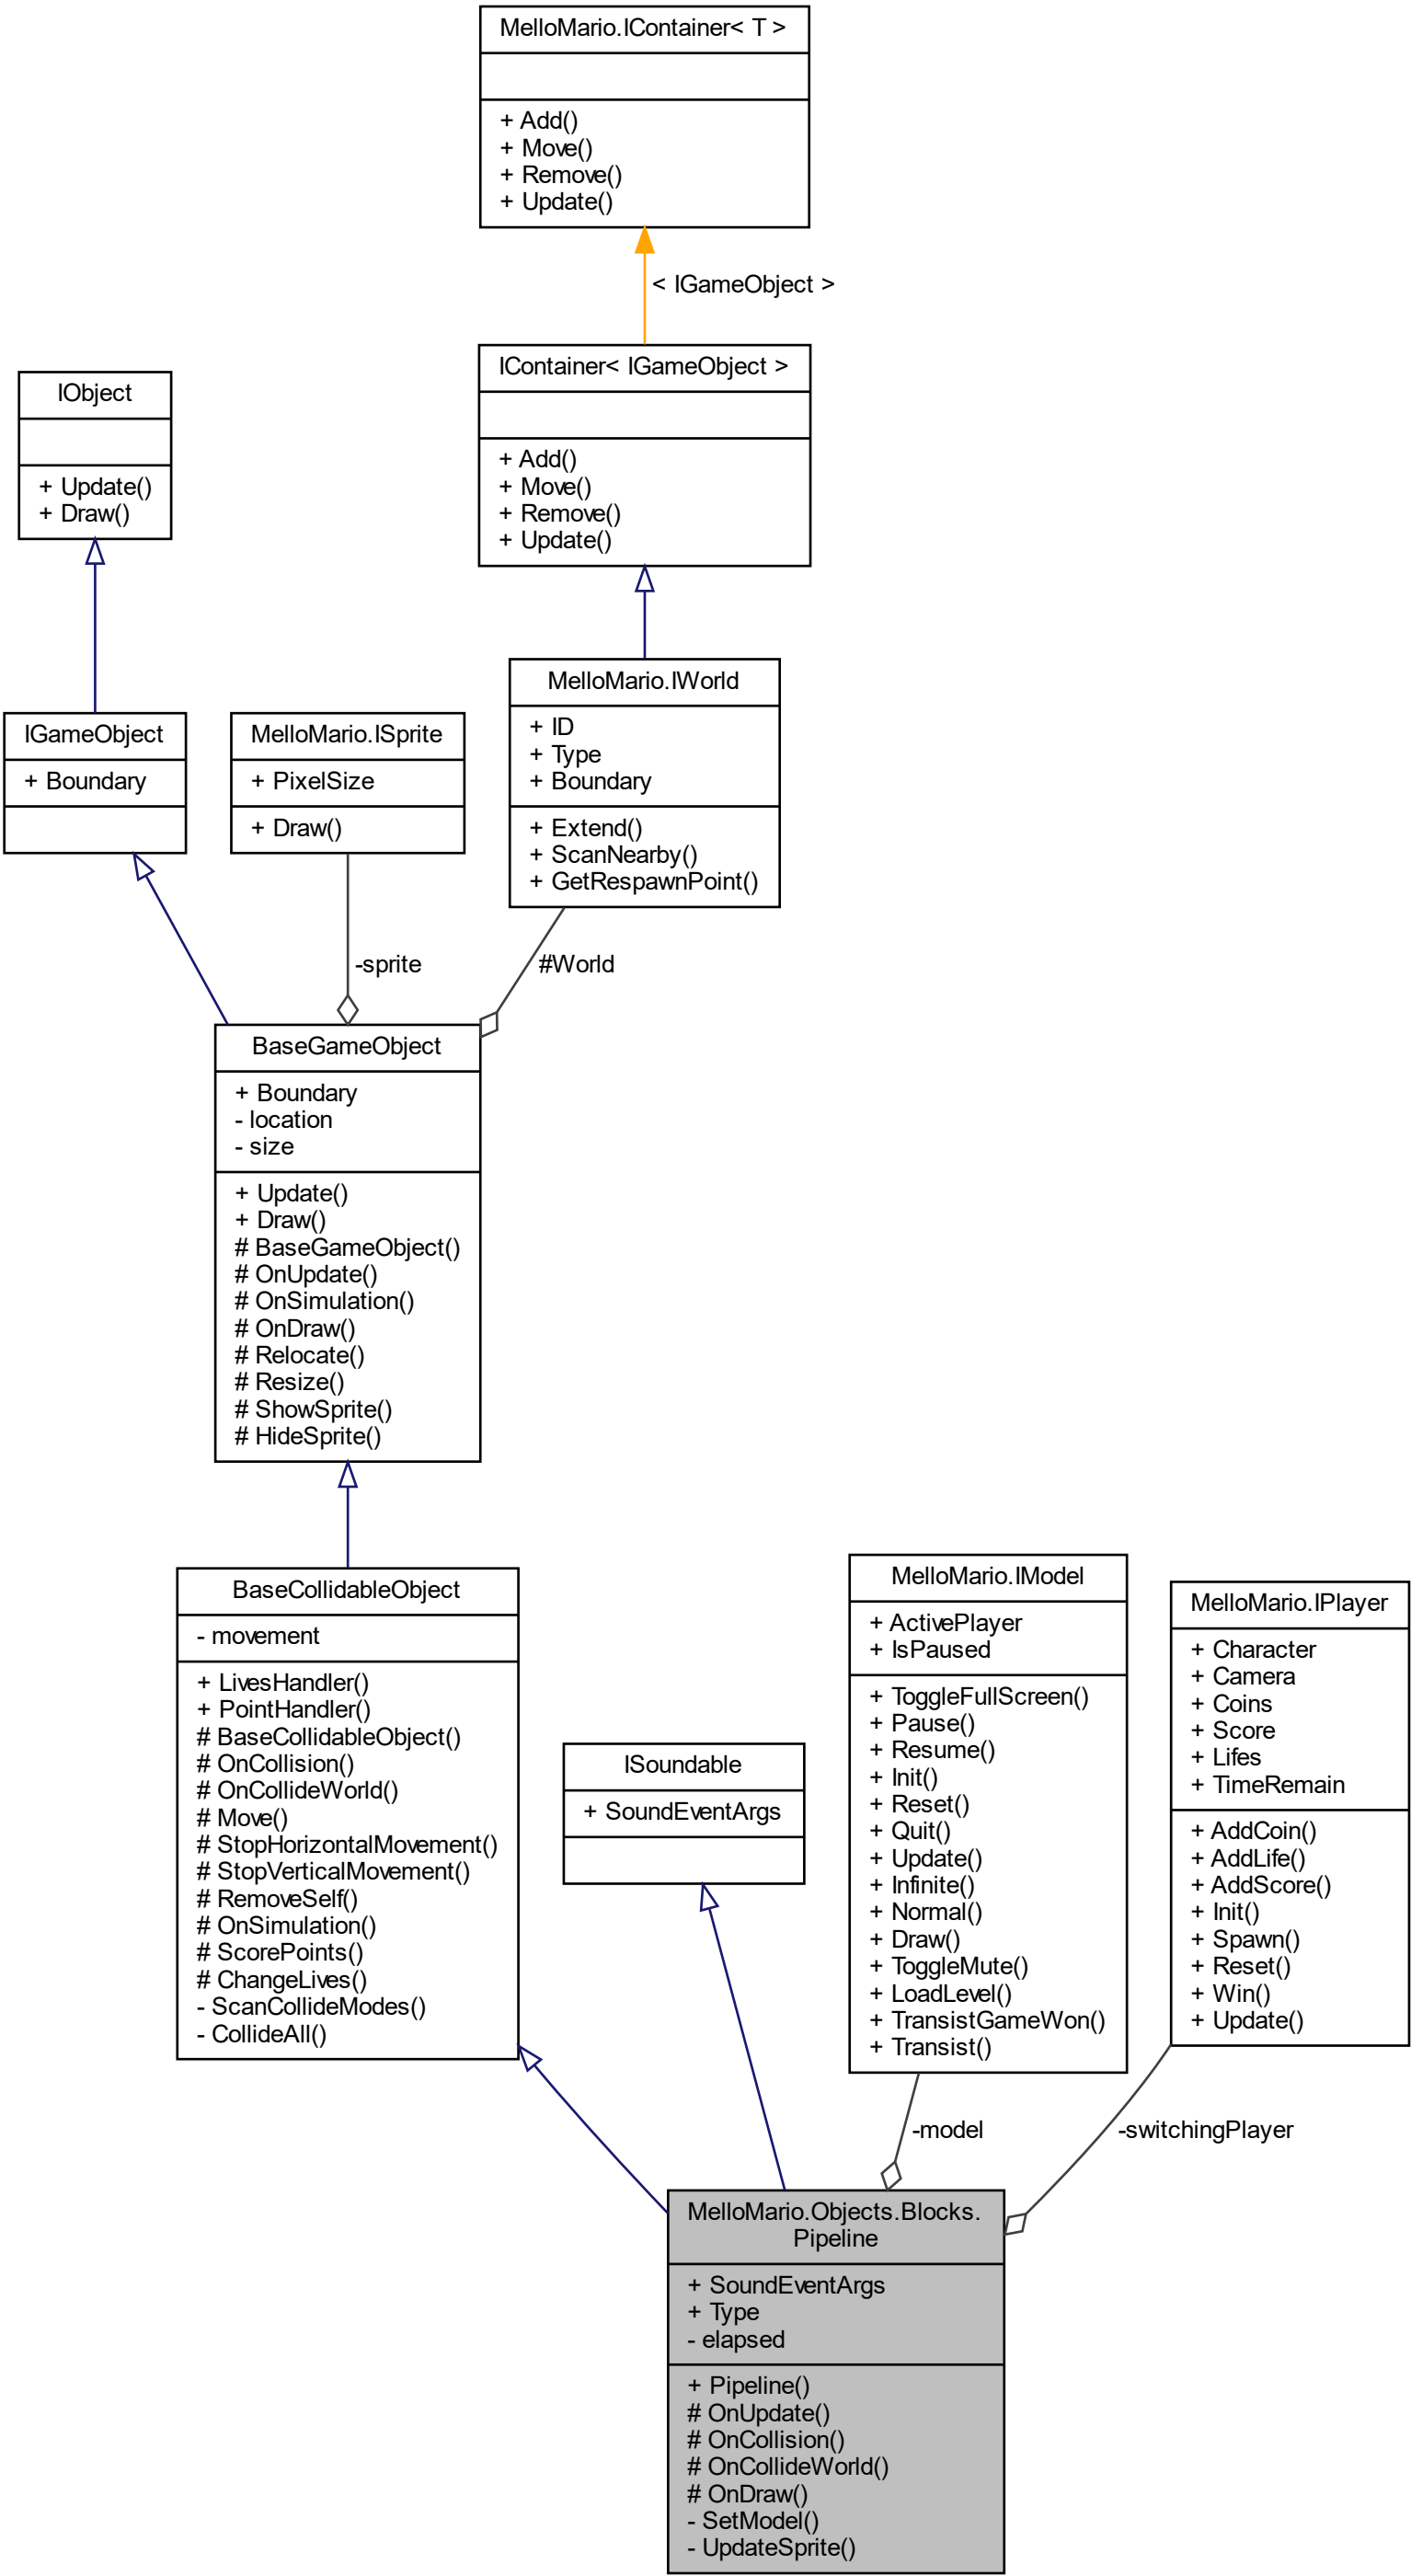 MelloMario.IContainer< T >
+ Add()
+ Move()
+ Remove()
+ Update()
< IGameObject >
IContainer< IGameObject >
+ Add()
+ Move()
+ Remove()
+ Update()
IObject
+ Update()
+ Draw()
MelloMario.IWorld
+ ID
+ Type
+ Boundary
+ Extend()
+ ScanNearby()
+ GetRespawnPoint()
IGameObject
+ Boundary
MelloMario.ISprite
+ PixelSize
+ Draw()
-sprite
#World
BaseGameObject
+ Boundary
- location
- size
+ Update()
+ Draw()
# BaseGameObject()
# OnUpdate()
# OnSimulation()
# OnDraw()
# Relocate()
# Resize()
# ShowSprite()
# HideSprite()
BaseCollidableObject
- movement
+ LivesHandler()
+ PointHandler()
# BaseCollidableObject()
# OnCollision()
# OnCollideWorld()
# Move()
# StopHorizontalMovement()
# StopVerticalMovement()
# RemoveSelf()
# OnSimulation()
# ScorePoints()
# ChangeLives()
- ScanCollideModes()
- CollideAll()
ISoundable
+ SoundEventArgs
MelloMario.IModel
+ ActivePlayer
+ IsPaused
+ ToggleFullScreen()
+ Pause()
+ Resume()
+ Init()
+ Reset()
+ Quit()
+ Update()
+ Infinite()
+ Normal()
+ Draw()
+ ToggleMute()
+ LoadLevel()
+ TransistGameWon()
+ Transist()
MelloMario.IPlayer
+ Character
+ Camera
+ Coins
+ Score
+ Lifes
+ TimeRemain
+ AddCoin()
+ AddLife()
+ AddScore()
+ Init()
+ Spawn()
+ Reset()
+ Win()
+ Update()
-model
-switchingPlayer
MelloMario.Objects.Blocks.
Pipeline
+ SoundEventArgs
+ Type
- elapsed
+ Pipeline()
# OnUpdate()
# OnCollision()
# OnCollideWorld()
# OnDraw()
- SetModel()
- UpdateSprite()